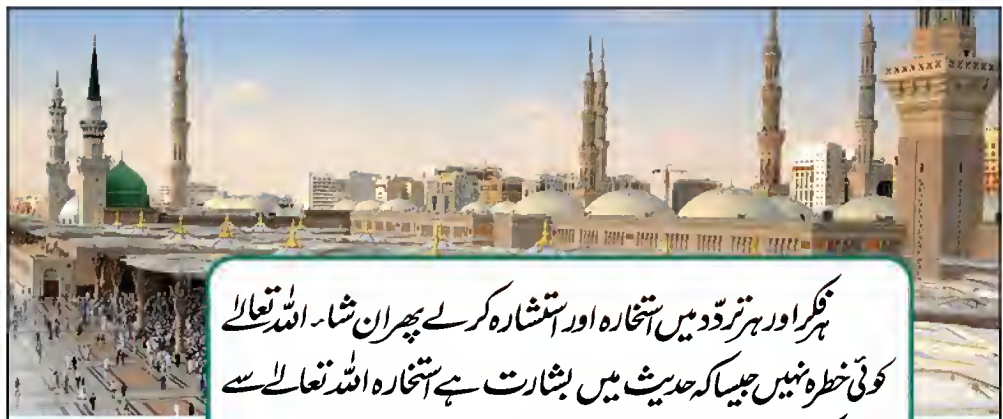 ہر فکر اور ہر تردّد میں استخارہ اور استشارہ کرلے پھر ان شاء اللہ تعالےٰ
کوئی خطرہ نہیں جیسا کہ حدیث میں بشارت ہے استخارہ اللہ تعالےٰ سے